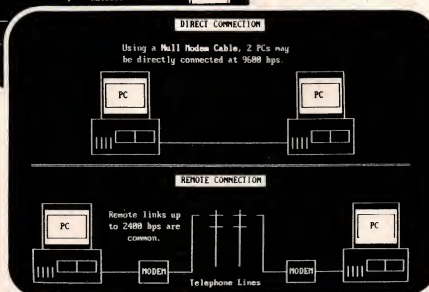 DIRECT CONNECTION
Using a Null Modem Cable, 2 PCs may
be directly connected at 9600 bps.
PC
PC
REMOTE CONNECTION
PC
Remote links up
to 2400 bps are
common.
PC
MODEM
MODEM
Telephone Lines